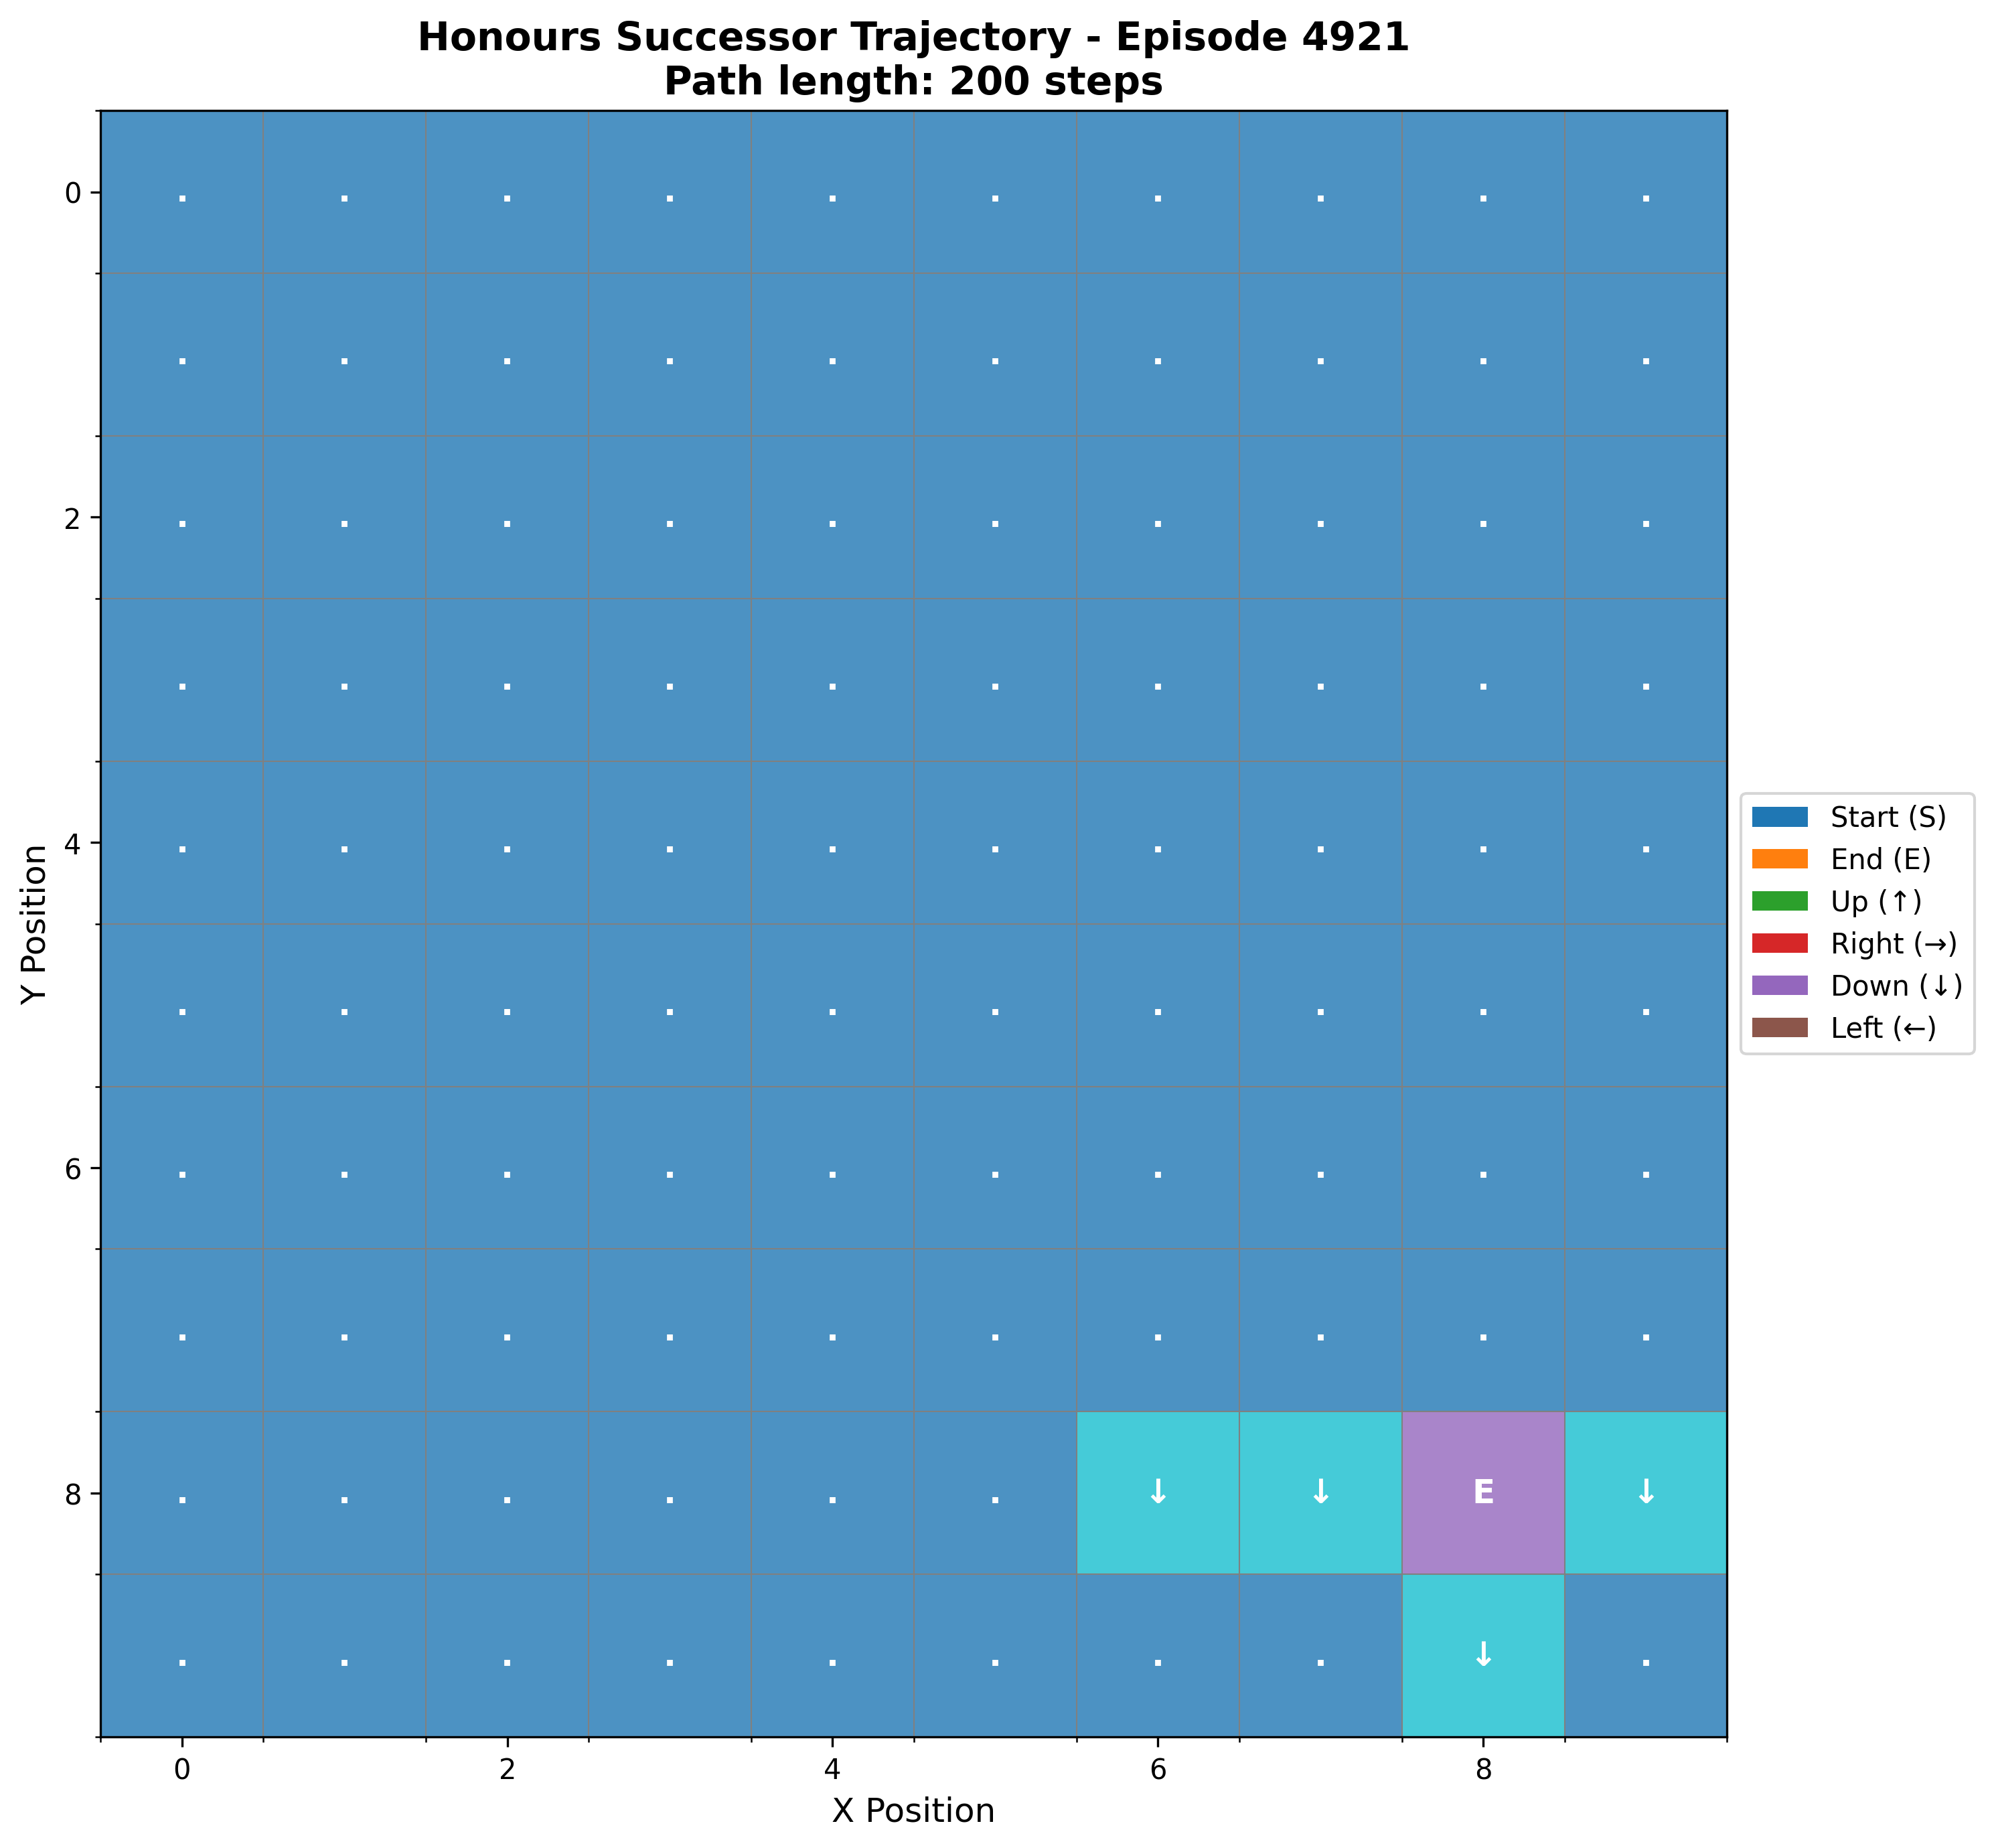 Honours Successor Trajectory - Episode 4921
Path length: 200 steps
0
. . . . . . . . . .
. . . . . . . . . .
2
. . . . . . . . . .
. . . . . . . . . .
4
. . . . . . . . . .
. . . . . . . . . .
6
. . . . . . . . . .
. . . . . . . . . .
8
. . . . . . ↓ ↓ E ↓
. . . . . . . . ↓ .
0 2 4 6 8
X Position
Y Position
Start (S)
End (E)
Up (↑)
Right (→)
Down (↓)
Left (←)